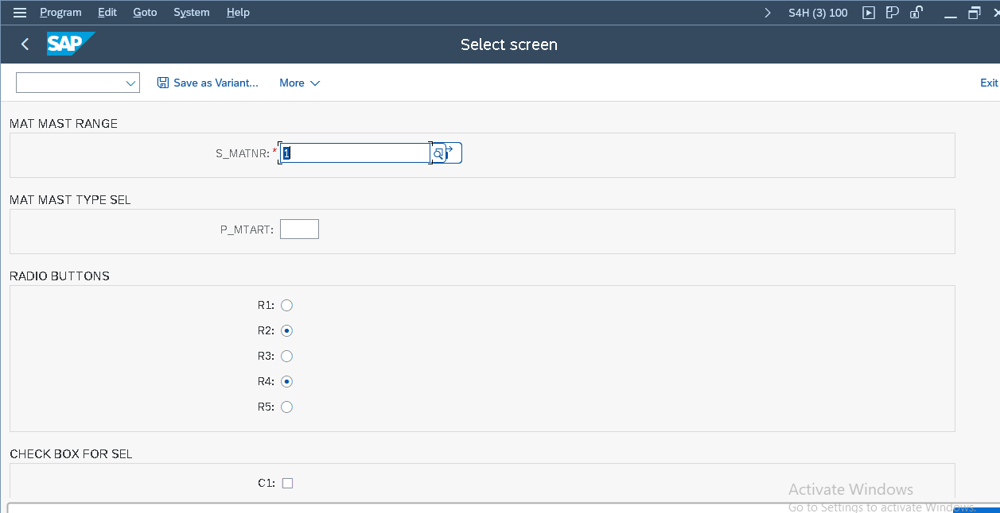 Program Edit Goto System Help S4H (3) 100
SAP Select screen
Save as Variant... More Exit
MAT MAST RANGE
S_MATNR: * 1
MAT MAST TYPE SEL
P_MTART:
RADIO BUTTONS
R1:
R2:
R3:
R4:
R5:
CHECK BOX FOR SEL
C1:
Activate Windows
Go to Settings to activate Windows.